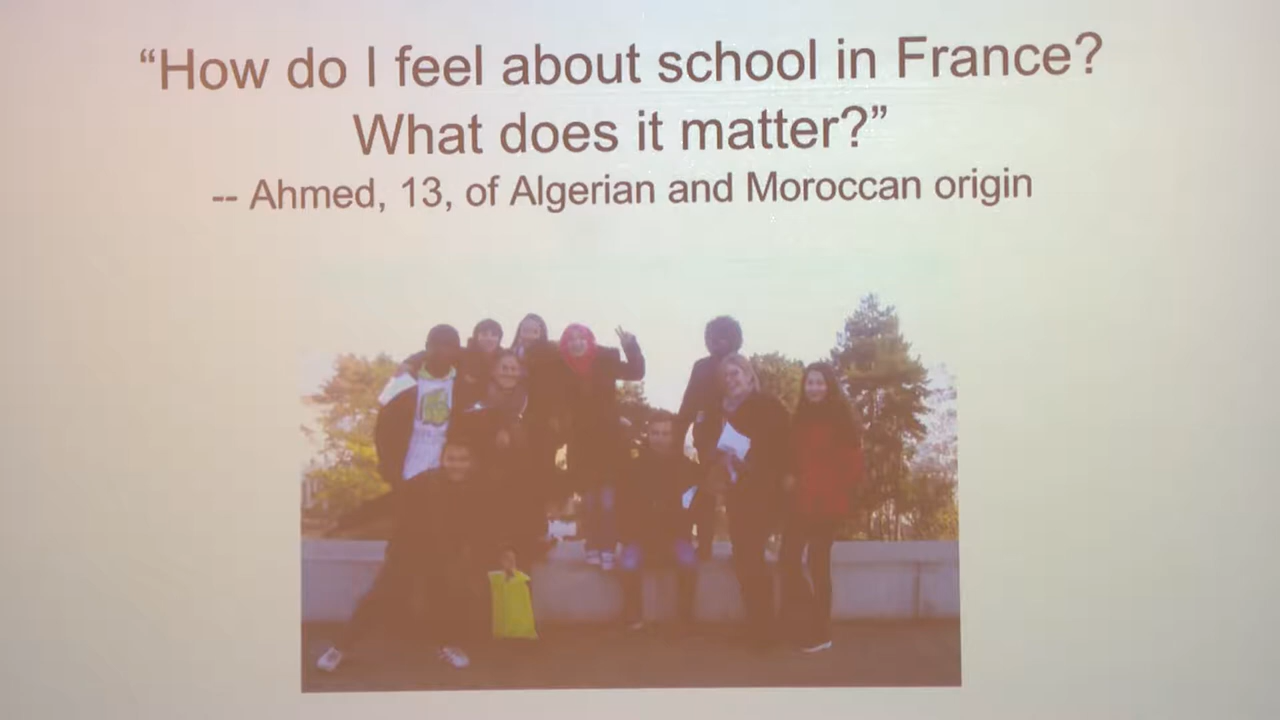 “How do I feel about school in France?
What does it matter?”
-- Ahmed, 13, of Algerian and Moroccan origin